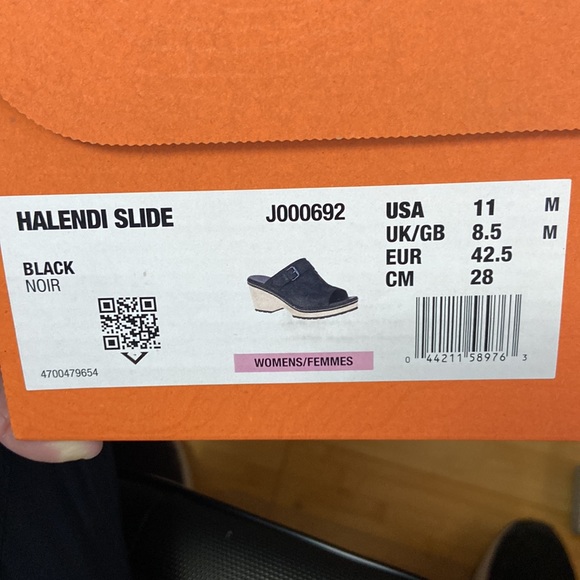 HALENDI SLIDE J000692
BLACK
NOIR
4700479654
WOMENS/FEMMES
USA 11 M
UK/GB 8.5 M
EUR 42.5
CM 28
0 44211 58976 3